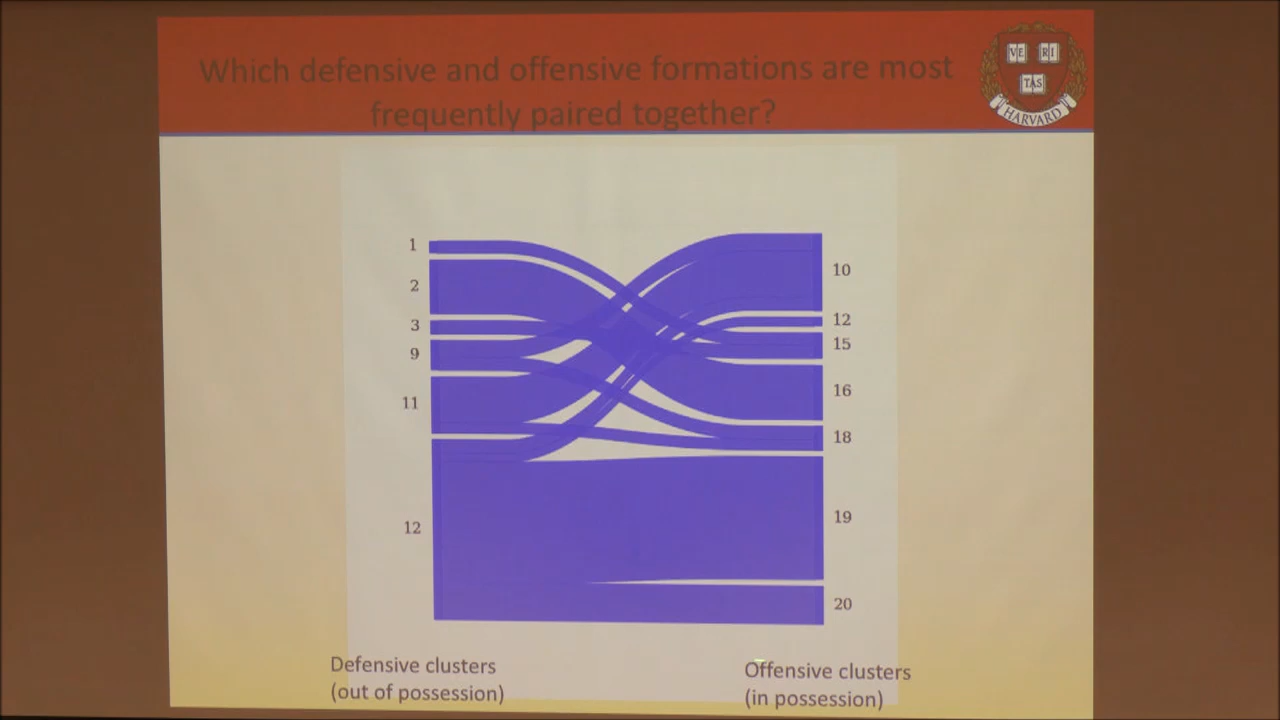 Which defensive and offensive formations are most
frequently paired together?
VE RI
TAS
HARVARD
1
2
3
9
11
12
10
12
15
16
18
19
20
Defensive clusters
(out of possession)
Offensive clusters
(in possession)